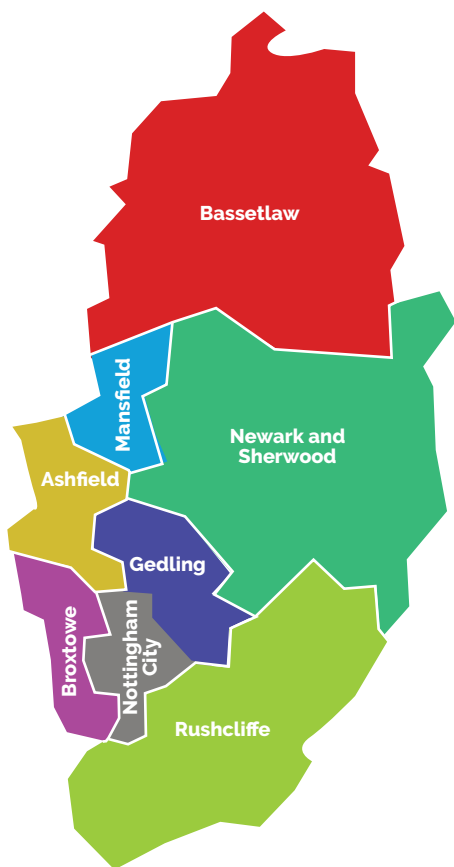 Bassetlaw
Mansfield
Newark and
Sherwood
Ashfield
Gedling
Broxtowe
Nottingham
City
Rushcliffe